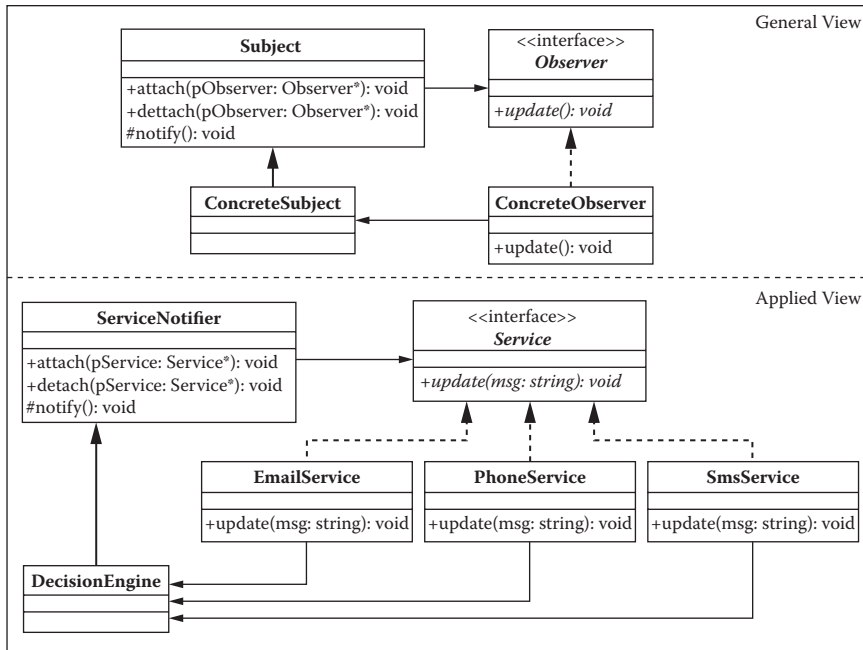 General View
Subject
+attach(pObserver: Observer*): void
+dettach(pObserver: Observer*): void
#notify(): void
<<interface>>
Observer
+update(): void
ConcreteSubject
ConcreteObserver
+update(): void
Applied View
ServiceNotifier
+attach(pService: Service*): void
+detach(pService: Service*): void
#notify(): void
<<interface>>
Service
+update(msg: string): void
EmailService
+update(msg: string): void
PhoneService
+update(msg: string): void
SmsService
+update(msg: string): void
DecisionEngine